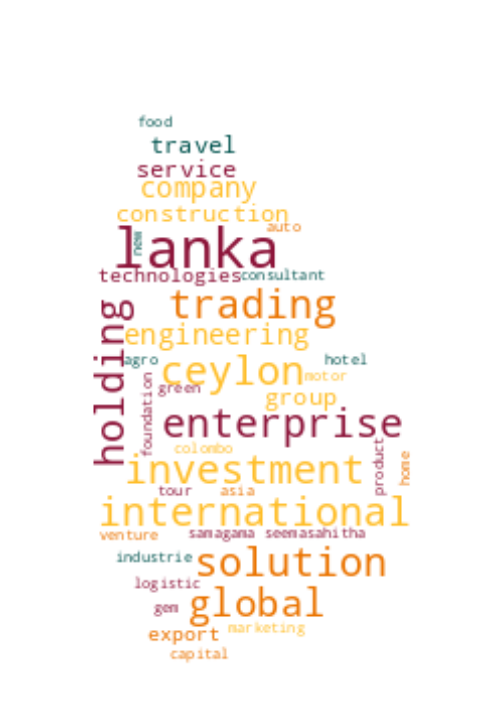 food
travel
service
company
construction
auto
new
lanka
technologies
consultant
trading
holding
engineering
agro
ceylon
hotel
motor
green
foundation
group
enterprise
colombo
product
home
investment
tour
asia
international
venture
samagama
seemasahitha
industrie
solution
logistic
gem
global
marketing
export
capital